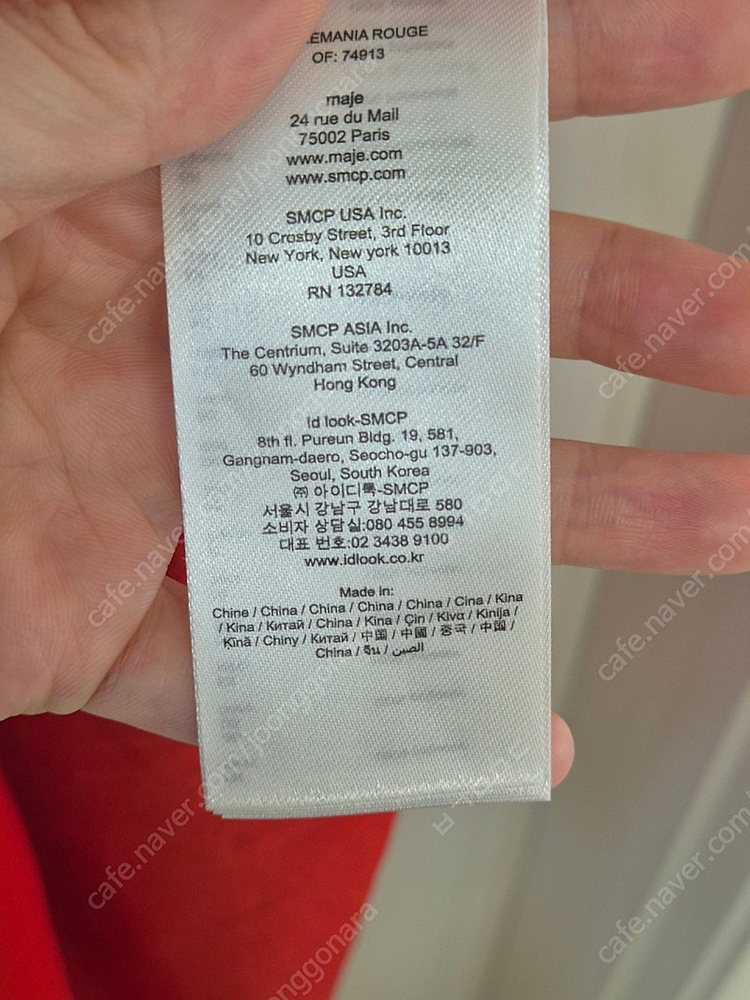 EMANIA ROUGE
OF: 74913
maje
24 rue du Mail
75002 Paris
www.maje.com
www.smcp.com
SMCP USA Inc.
10 Crosby Street, 3rd Floor
New York, New york 10013
USA
RN 132784
SMCP ASIA Inc.
The Centrium, Suite 3203A-5A 32/F
60 Wyndham Street, Central
Hong Kong
Id look-SMCP
8th fl. Pureun Bldg. 19, 581,
Gangnam-daero, Seocho-gu 137-903,
Seoul, South Korea
㈜ 아이디룩-SMCP
서울시 강남구 강남대로 580
소비자 상담실:080 455 8994
대표 번호:02 3438 9100
www.idlook.co.kr
Made in:
Chine / China / China / China / China / Cina / Kina
/ Kina / Китай / China / Kina / Çin / Kíva / Kinija /
Ķīnā / Chiny / Китай / 中国 / 中國 / 중국 / 中国 /
China / จีน / الصين
cafe.naver.com/joonggonara